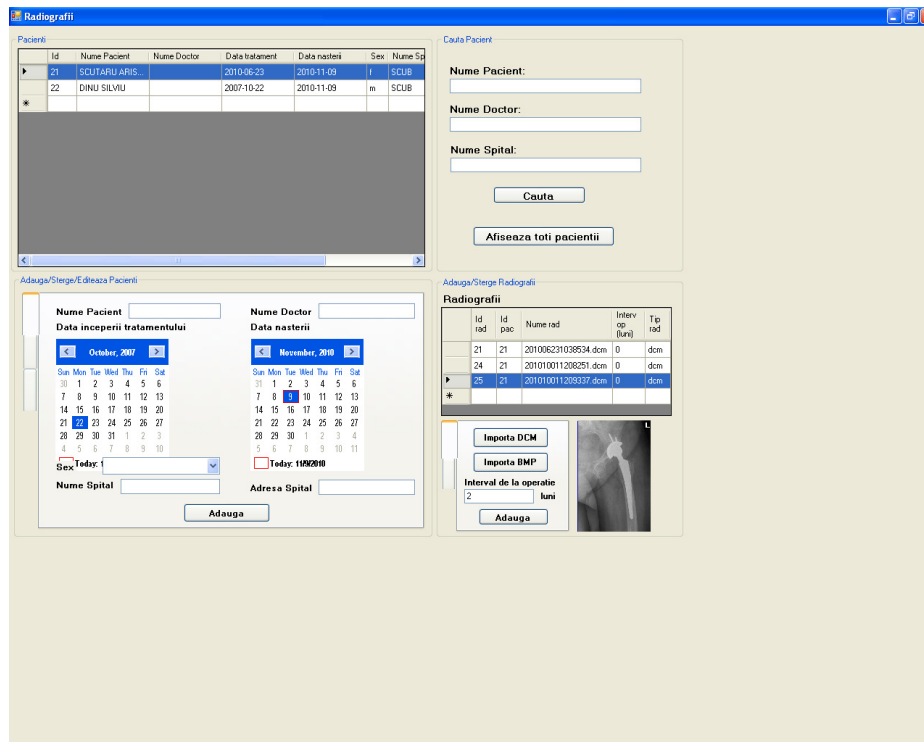 Radiografii
Pacienti
Id Nume Pacient Nume Doctor Data tratament Data nasterii Sex Nume Sp
21 SCUTARU ARIS... 2010-06-23 2010-11-09 f SCUB
22 DINU SILVIU 2007-10-22 2010-11-09 m SCUB
Cauta Pacient
Nume Pacient:
Nume Doctor:
Nume Spital:
Cauta
Afiseaza toti pacientii
Adauga/Sterge/Editeaza Pacienti
Nume Pacient Nume Doctor
Data inceperii tratamentului Data nasterii
October, 2007
Sun Mon Tue Wed Thu Fri Sat
30 1 2 3 4 5 6
7 8 9 10 11 12 13
14 15 16 17 18 19 20
21 22 23 24 25 26 27
28 29 30 31 1 2 3
4 5 6 7 8 9 10
Today: 1
November, 2010
Sun Mon Tue Wed Thu Fri Sat
31 1 2 3 4 5 6
7 8 9 10 11 12 13
14 15 16 17 18 19 20
21 22 23 24 25 26 27
28 29 30 1 2 3 4
5 6 7 8 9 10 11
Today: 11/9/2010
Sex
Nume Spital Adresa Spital
Adauga
Adauga/Sterge Radiografii
Radiografii
Id rad Id pac Nume rad Interv op (luni) Tip rad
21 21 201006231038534.dcm 0 dcm
24 21 201010011208251.dcm 0 dcm
25 21 201010011209337.dcm 0 dcm
Importa DCM
Importa BMP
Interval de la operatie
2 luni
Adauga
L